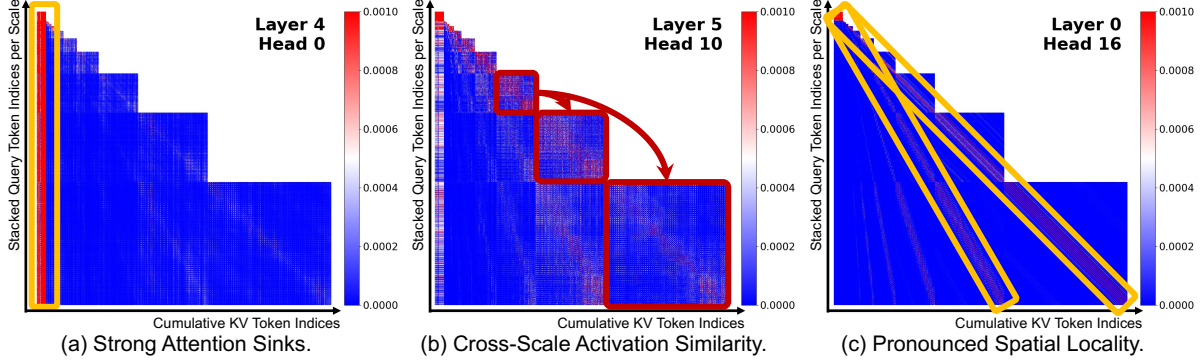 Stacked Query Token Indices per Scale
Layer 4
Head 0
0.0010
0.0008
0.0006
0.0004
0.0002
0.0000
Cumulative KV Token Indices
(a) Strong Attention Sinks.
Stacked Query Token Indices per Scale
Layer 5
Head 10
0.0010
0.0008
0.0006
0.0004
0.0002
0.0000
Cumulative KV Token Indices
(b) Cross-Scale Activation Similarity.
Stacked Query Token Indices per Scale
Layer 0
Head 16
0.0010
0.0008
0.0006
0.0004
0.0002
0.0000
Cumulative KV Token Indices
(c) Pronounced Spatial Locality.